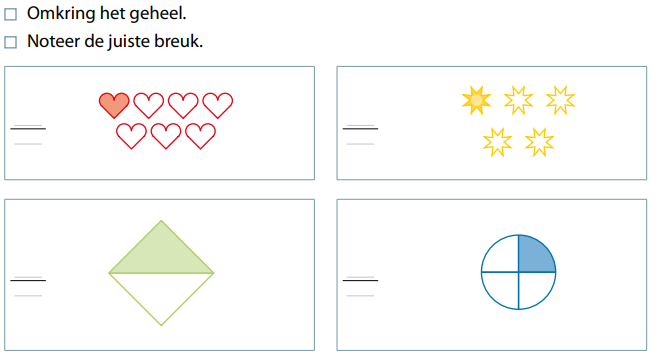 Omkring het geheel.
Noteer de juiste breuk.